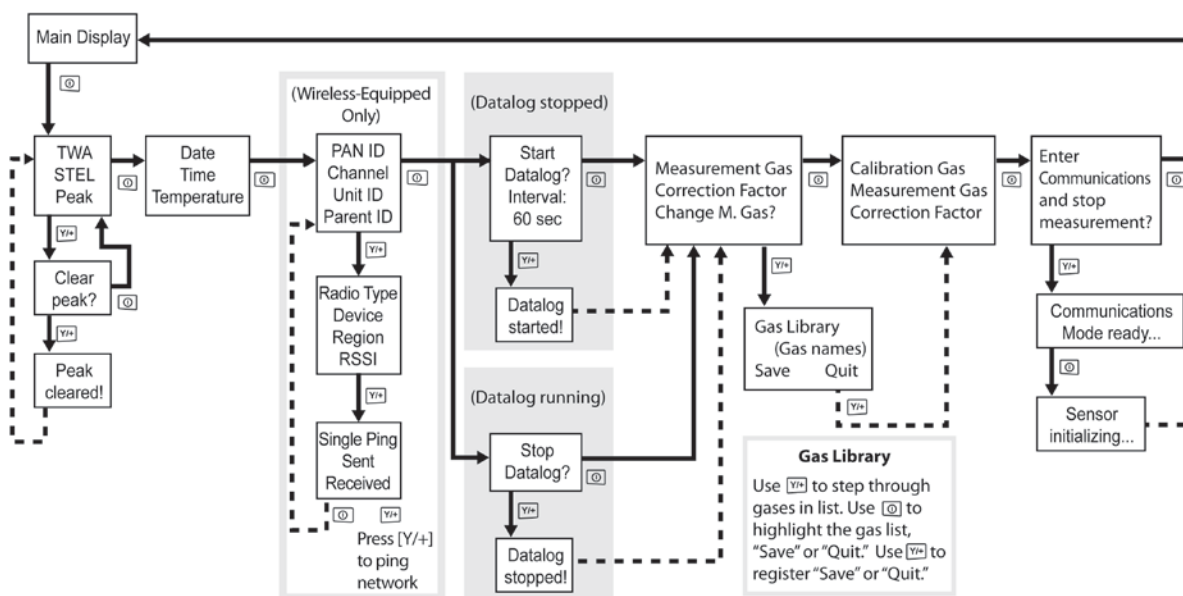 Main Display
TWA
STEL
Peak
Y/+
Clear
peak?
Y/+
Peak
cleared!
Date
Time
Temperature
(Wireless-Equipped
Only)
PAN ID
Channel
Unit ID
Parent ID
Y/+
Radio Type
Device
Region
RSSI
Y/+
Single Ping
Sent
Received
Y/+
Press [Y/+]
to ping
network
(Datalog stopped)
Start
Datalog?
Interval:
60 sec
Y/+
Datalog
started!
(Datalog running)
Stop
Datalog?
Y/+
Datalog
stopped!
Measurement Gas
Correction Factor
Change M. Gas?
Y/+
Gas Library
(Gas names)
Save Quit
Y/+
Calibration Gas
Measurement Gas
Correction Factor
Enter
Communications
and stop
measurement?
Y/+
Communications
Mode ready...
Sensor
initializing...
Gas Library
Use Y/+ to step through
gases in list. Use to
highlight the gas list,
“Save” or “Quit.” Use Y/+ to
register “Save” or “Quit.”